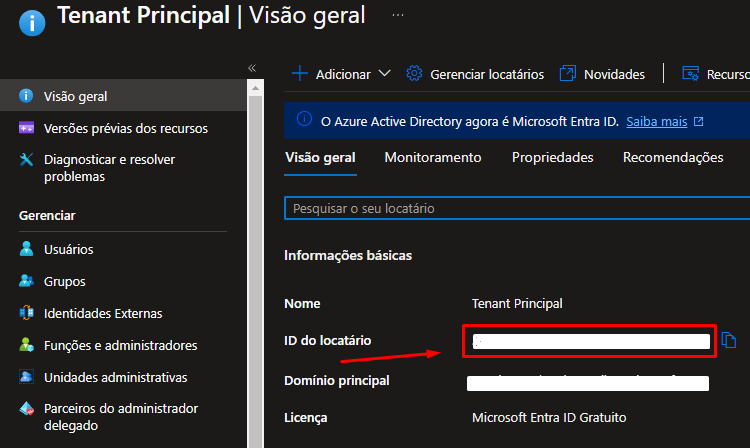 Tenant Principal | Visão geral ...
«
Adicionar
Gerenciar locatários
Novidades
Recurso
Visão geral
Versões prévias dos recursos
Diagnosticar e resolver
problemas
Gerenciar
Usuários
Grupos
Identidades Externas
Funções e administradores
Unidades administrativas
Parceiros do administrador
delegado
O Azure Active Directory agora é Microsoft Entra ID. Saiba mais
Visão geral
Monitoramento
Propriedades
Recomendações
Pesquisar o seu locatário
Informações básicas
Nome
Tenant Principal
ID do locatário
Domínio principal
Licença
Microsoft Entra ID Gratuito